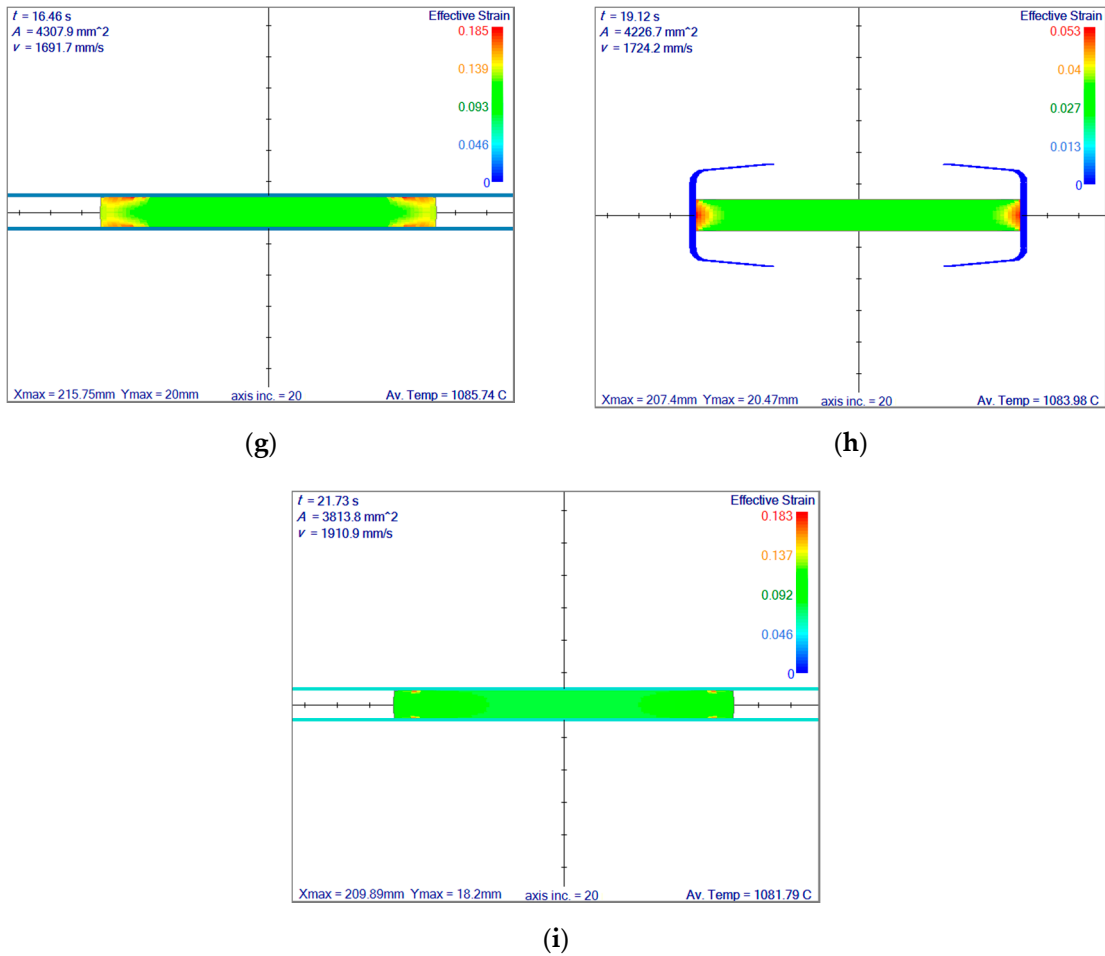 t = 16.46 s
A = 4307.9 mm^2
v = 1691.7 mm/s
Effective Strain
0.185
0.139
0.093
0.046
0
Xmax = 215.75mm Ymax = 20mm
axis inc. = 20
Av. Temp = 1085.74 C
(g)
t = 19.12 s
A = 4226.7 mm^2
v = 1724.2 mm/s
Effective Strain
0.053
0.04
0.027
0.013
0
Xmax = 207.4mm Ymax = 20.47mm
axis inc. = 20
Av. Temp = 1083.98 C
(h)
t = 21.73 s
A = 3813.8 mm^2
v = 1910.9 mm/s
Effective Strain
0.183
0.137
0.092
0.046
0
Xmax = 209.89mm Ymax = 18.2mm
axis inc. = 20
Av. Temp = 1081.79 C
(i)